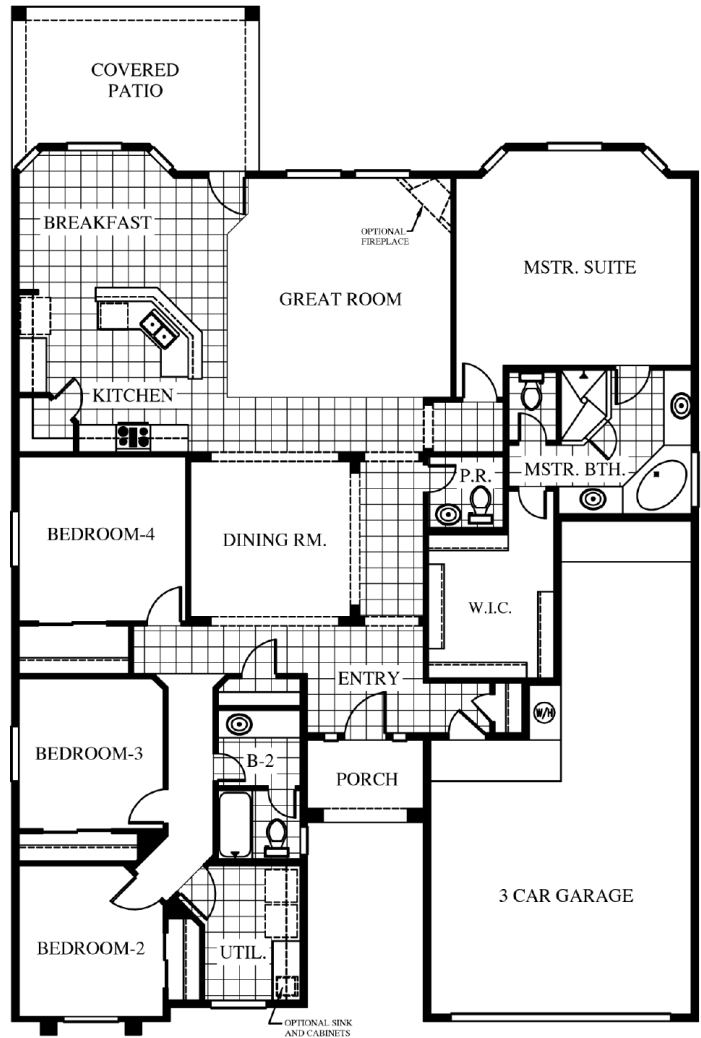 COVERED
PATIO
BREAKFAST
OPTIONAL
FIREPLACE
MSTR. SUITE
GREAT ROOM
KITCHEN
P.R.
MSTR. BTH.
BEDROOM-4
DINING RM.
W.I.C.
ENTRY
W/H
BEDROOM-3
B-2
PORCH
3 CAR GARAGE
BEDROOM-2
UTIL.
OPTIONAL SINK
AND CABINETS